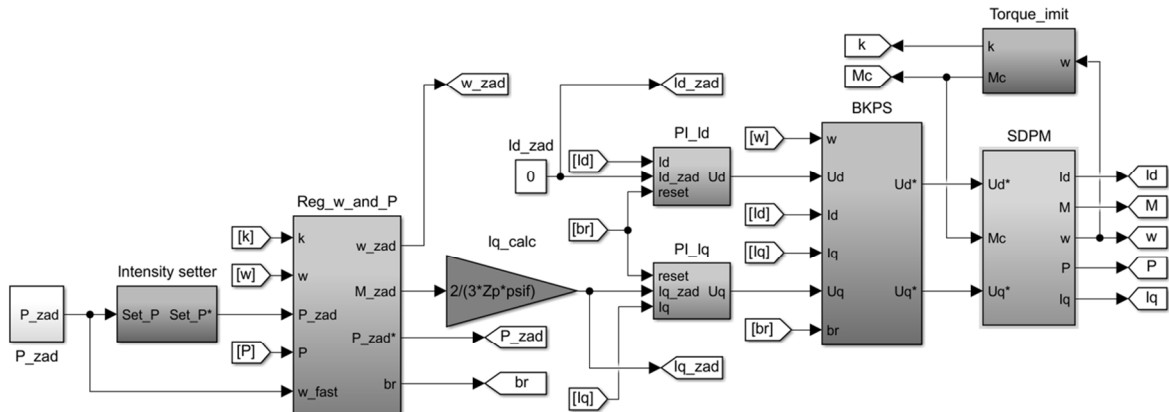 Torque_imit
k
k
w
Mc
Mc
w_zad
Id_zad
BKPS
PI_Id
[w]
w
SDPM
Id_zad
[Id]
Id
0
Id_zad
Ud
reset
Ud
Ud*
Ud*
Id
Id
Reg_w_and_P
[Id]
Id
M
M
[k]
k
w_zad
[br]
Mc
w
w
Iq_calc
PI_Iq
[Iq]
Iq
Intensity setter
[w]
w
reset
P
P
P_zad
Set_P
Set_P*
P_zad
M_zad
2/(3*Zp*psif)
Iq_zad
Uq
Iq
Uq
Uq*
Uq*
Iq
Iq
P_zad
[P]
P
P_zad*
P_zad
[br]
br
w_fast
br
br
[Iq]
Iq_zad